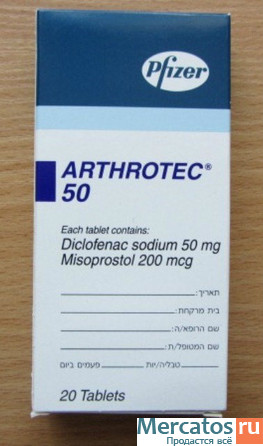 Pfizer
ARTHROTEC®
50
Each tablet contains:
Diclofenac sodium 50 mg
Misoprostol 200 mcg
תאריך:
בית מרקחת:
שם הרופא/ה:
שם המטופל/ת:
טבליה/יות פעמים ביום
20 Tablets
Mercatos.ru
Продается всё